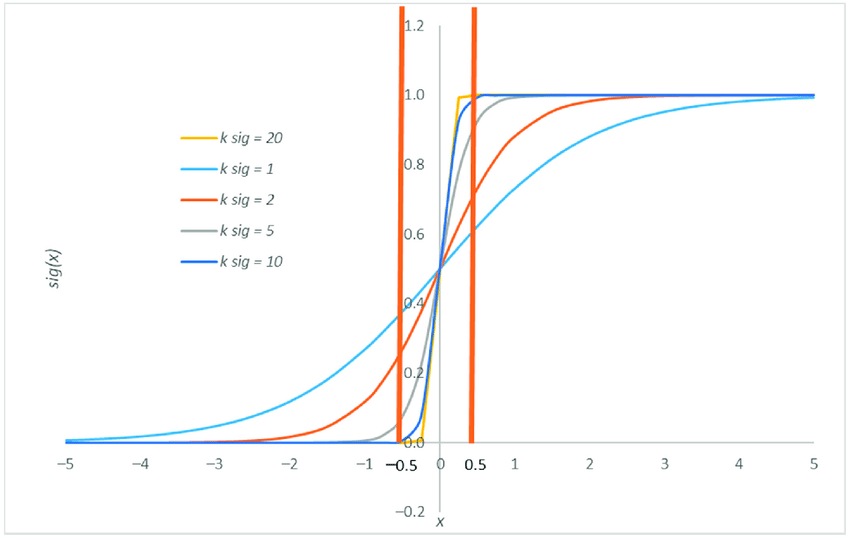 1.2
1.0
k sig = 20
0.8
k sig = 1
k sig = 2
0.6
k sig = 5
sig(x)
k sig = 10
0.4
0.2
0.0
–5 –4 –3 –2 –1 –0.5 0 0.5 1 2 3 4 5
–0.2
x